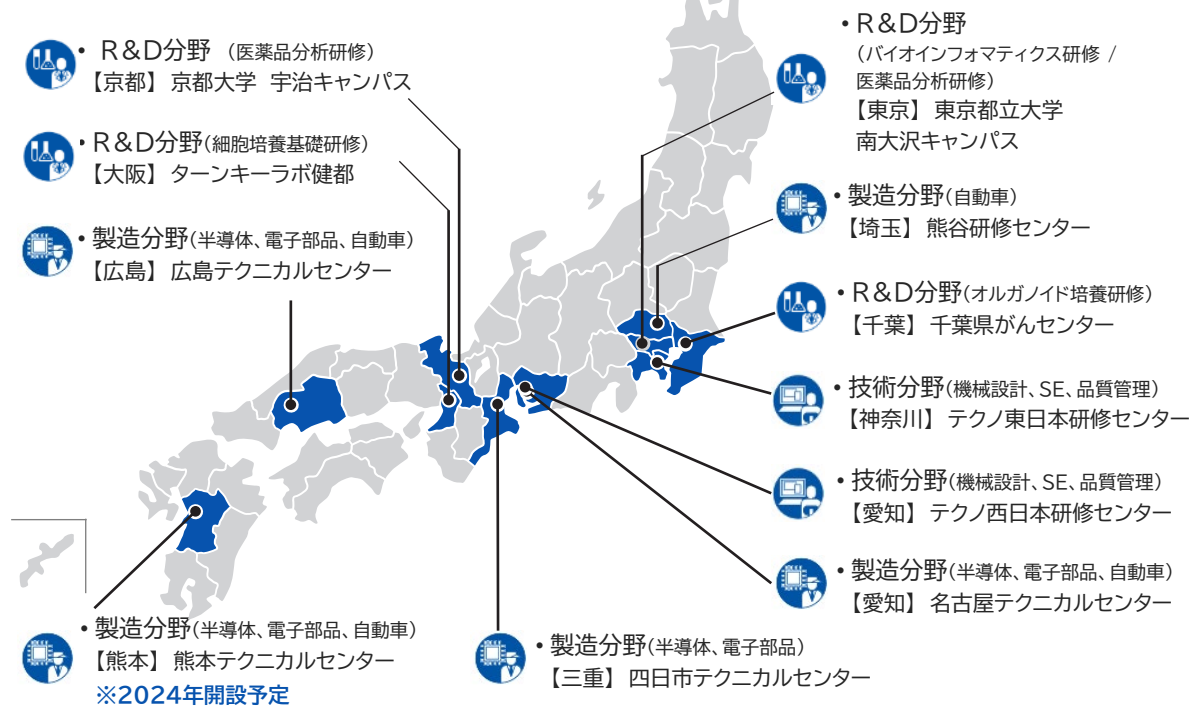 • R&D分野 （医薬品分析研修）
【京都】 京都大学 宇治キャンパス
• R&D分野(細胞培養基礎研修)
【大阪】 ターンキーラボ健都
• 製造分野(半導体、電子部品、自動車)
【広島】 広島テクニカルセンター
• 製造分野(半導体、電子部品、自動車)
【熊本】 熊本テクニカルセンター
※2024年開設予定
• 製造分野(半導体、電子部品)
【三重】 四日市テクニカルセンター
• R&D分野
(バイオインフォマティクス研修 /
医薬品分析研修)
【東京】 東京都立大学
南大沢キャンパス
• 製造分野(自動車)
【埼玉】 熊谷研修センター
• R&D分野(オルガノイド培養研修)
【千葉】 千葉県がんセンター
• 技術分野(機械設計、SE、品質管理)
【神奈川】 テクノ東日本研修センター
• 技術分野(機械設計、SE、品質管理)
【愛知】 テクノ西日本研修センター
• 製造分野(半導体、電子部品、自動車)
【愛知】 名古屋テクニカルセンター